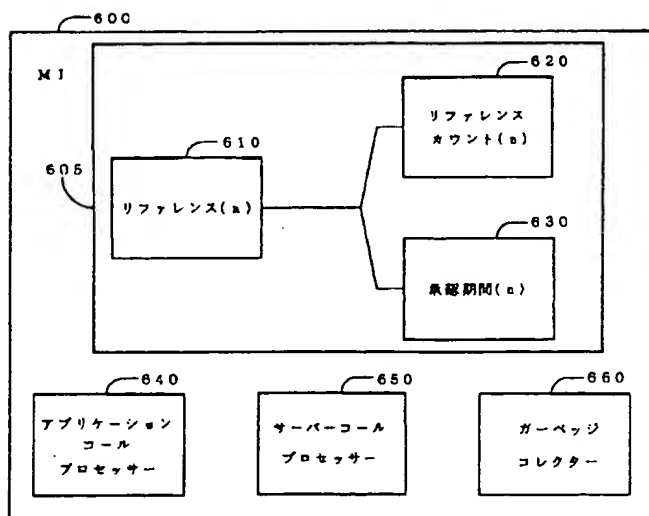 600
MI
620
リファレンス
カウント(n)
610
605
リファレンス(n)
630
承認期間(n)
640
650
660
アプリケーション
コール
プロセッサー
サーバーコール
プロセッサー
ガーベッジ
コレクター